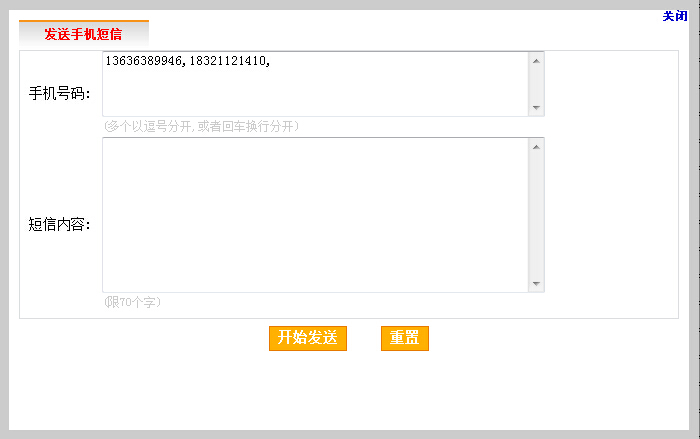 关闭
发送手机短信
手机号码：
13636389946,18321121410,
(多个以逗号分开,或者回车换行分开)
短信内容：
(限70个字)
开始发送
重置